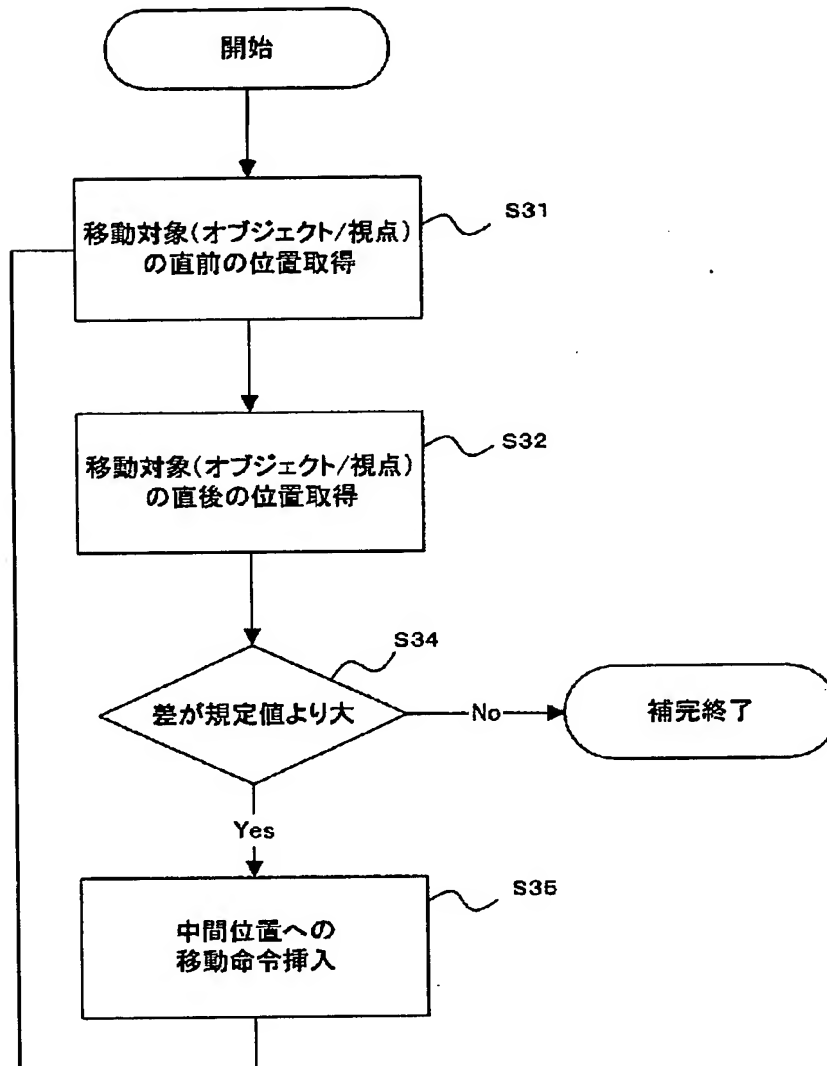 開始
移動対象(オブジェクト/視点)
の直前の位置取得
S31
移動対象(オブジェクト/視点)
の直後の位置取得
S32
S34
差が規定値より大
No
補完終了
Yes
中間位置への
移動命令挿入
S35